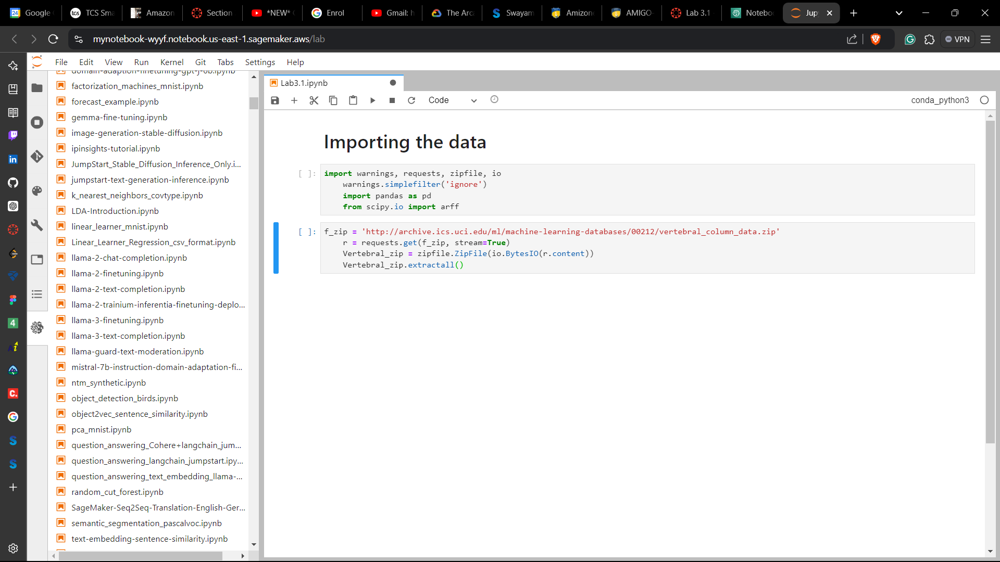 24 Google
tcs TCS Sma
Amazon
Section
*NEW*
Enrol
Gmail: h
The Arc
Swayam
Amizon
AMIGO-
Lab 3.1
Notebo
Jup
mynotebook-wyyf.notebook.us-east-1.sagemaker.aws/lab
VPN
File Edit View Run Kernel Git Tabs Settings Help
domain-adaption-finetuning-gpt-j-6b.ipynb
factorization_machines_mnist.ipynb
forecast_example.ipynb
gemma-fine-tuning.ipynb
image-generation-stable-diffusion.ipynb
ipinsights-tutorial.ipynb
JumpStart_Stable_Diffusion_Inference_Only.i...
jumpstart-text-generation-inference.ipynb
k_nearest_neighbors_covtype.ipynb
LDA-Introduction.ipynb
linear_learner_mnist.ipynb
Linear_Learner_Regression_csv_format.ipynb
llama-2-chat-completion.ipynb
llama-2-finetuning.ipynb
llama-2-text-completion.ipynb
llama-2-trainium-inferentia-finetuning-deplo...
llama-3-finetuning.ipynb
llama-3-text-completion.ipynb
llama-guard-text-moderation.ipynb
mistral-7b-instruction-domain-adaptation-fi...
ntm_synthetic.ipynb
object_detection_birds.ipynb
object2vec_sentence_similarity.ipynb
pca_mnist.ipynb
question_answering_Cohere+langchain_jum...
question_answering_langchain_jumpstart.ipy...
question_answering_text_embedding_llama-...
random_cut_forest.ipynb
SageMaker-Seq2Seq-Translation-English-Ger...
semantic_segmentation_pascalvoc.ipynb
text-embedding-sentence-similarity.ipynb
Lab3.1.ipynb
Code
conda_python3
Importing the data
[ ]: import warnings, requests, zipfile, io
warnings.simplefilter('ignore')
import pandas as pd
from scipy.io import arff
[ ]: f_zip = 'http://archive.ics.uci.edu/ml/machine-learning-databases/00212/vertebral_column_data.zip'
r = requests.get(f_zip, stream=True)
Vertebral_zip = zipfile.ZipFile(io.BytesIO(r.content))
Vertebral_zip.extractall()
in
4
Ai
C.